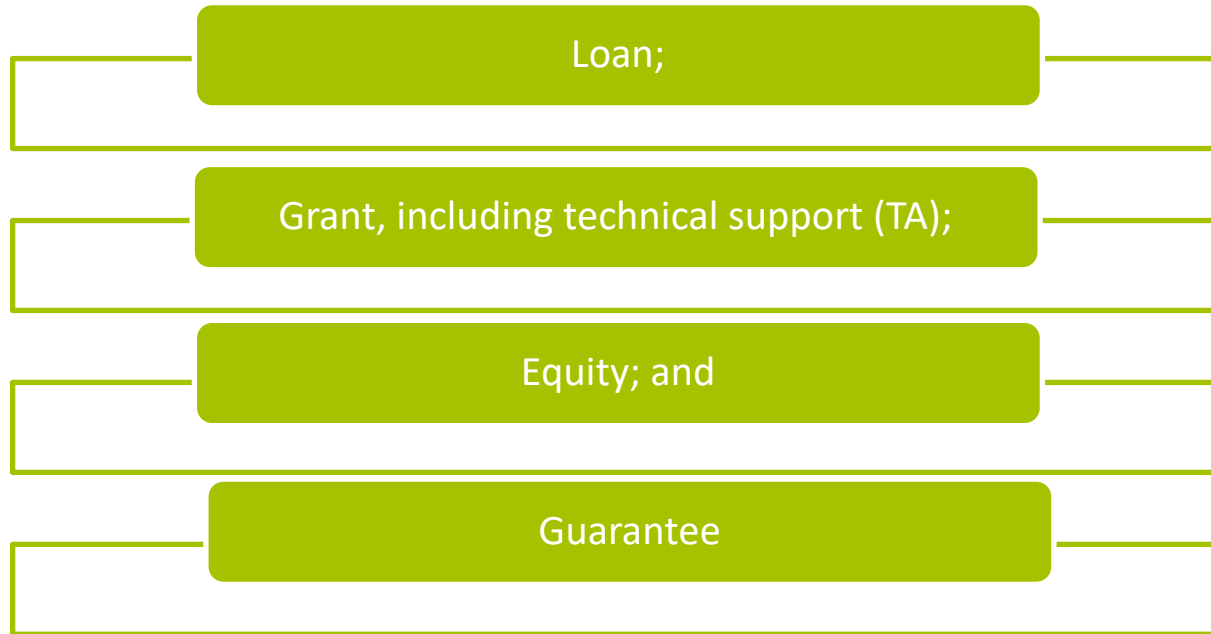 Loan;
Grant, including technical support (TA);
Equity; and
Guarantee